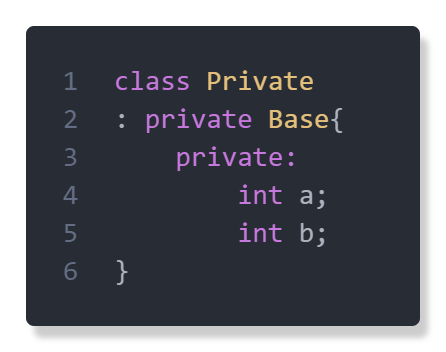 1 class Private
2 : private Base{
3     private:
4         int a;
5         int b;
6 }